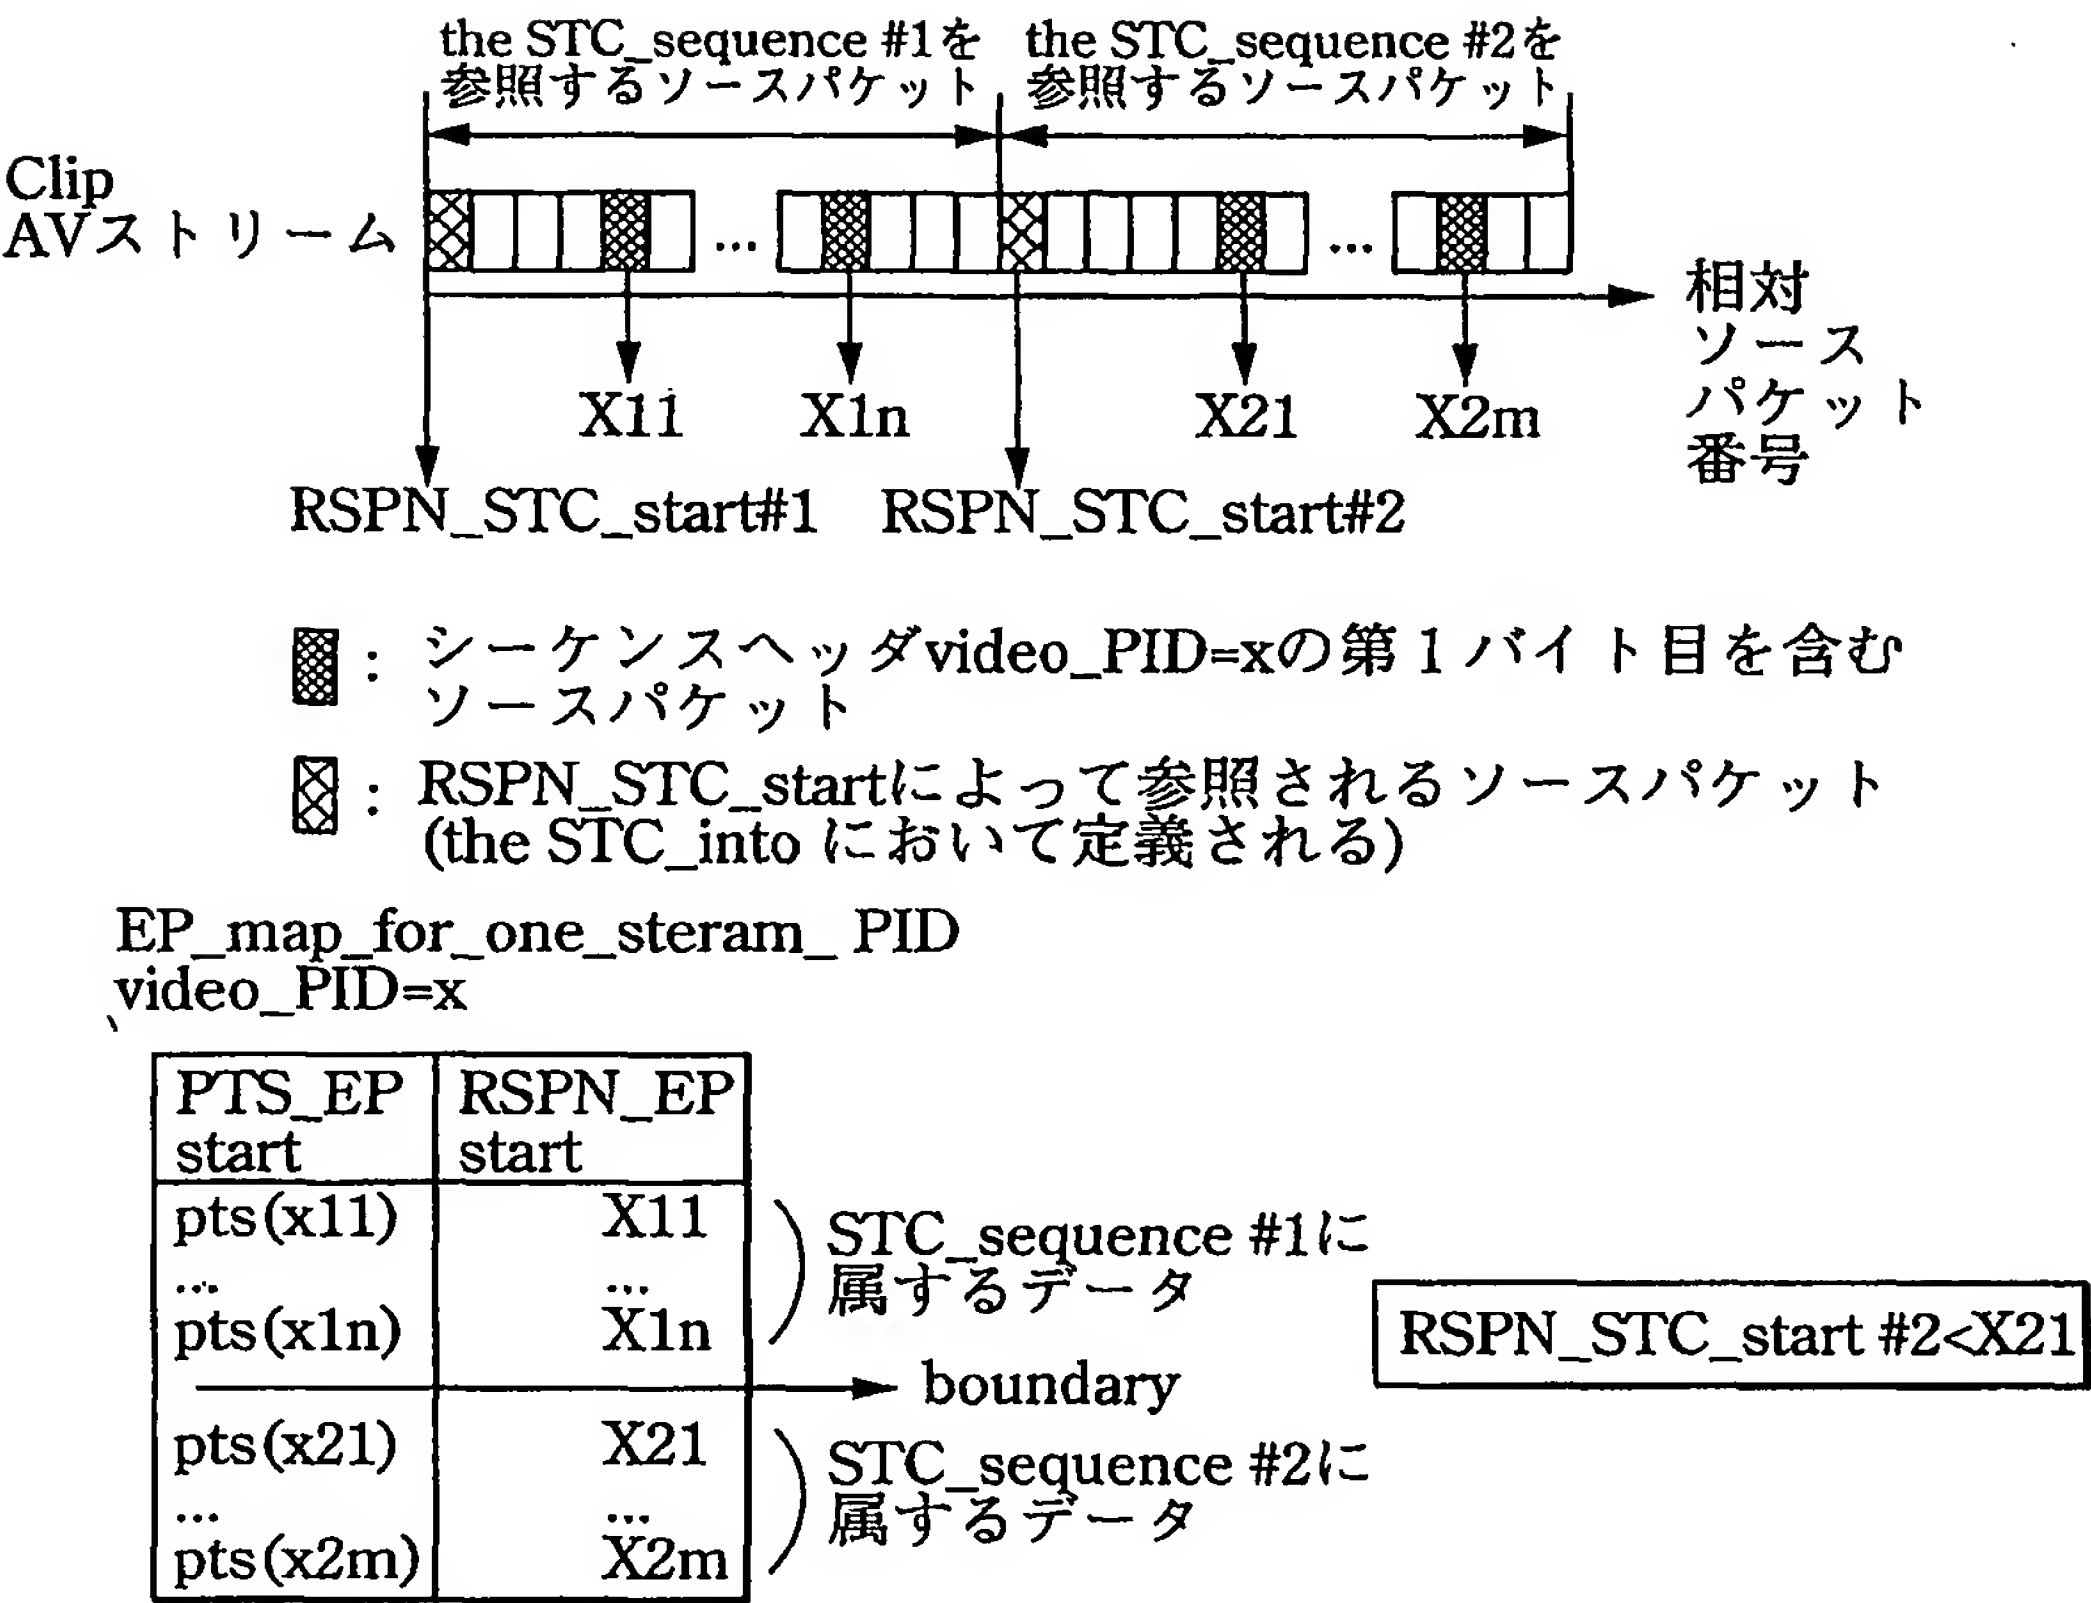 the STC_sequence #1を
参照するソースパケット
the STC_sequence #2を
参照するソースパケット
Clip
AVストリーム
...
...
相対
ソース
パケット
番号
X11
X1n
X21
X2m
RSPN_STC_start#1
RSPN_STC_start#2
: シーケンスヘッダvideo_PID=xの第1バイト目を含む
ソースパケット
: RSPN_STC_startによって参照されるソースパケット
(the STC_into において定義される)
EP_map_for_one_steram_ PID
video_PID=x
PTS_EP
start
RSPN_EP
start
pts(x11) X11
... ...
pts(x1n) X1n
STC_sequence #1に
属するデータ
boundary
RSPN_STC_start #2<X21
pts(x21) X21
... ...
pts(x2m) X2m
STC_sequence #2に
属するデータ